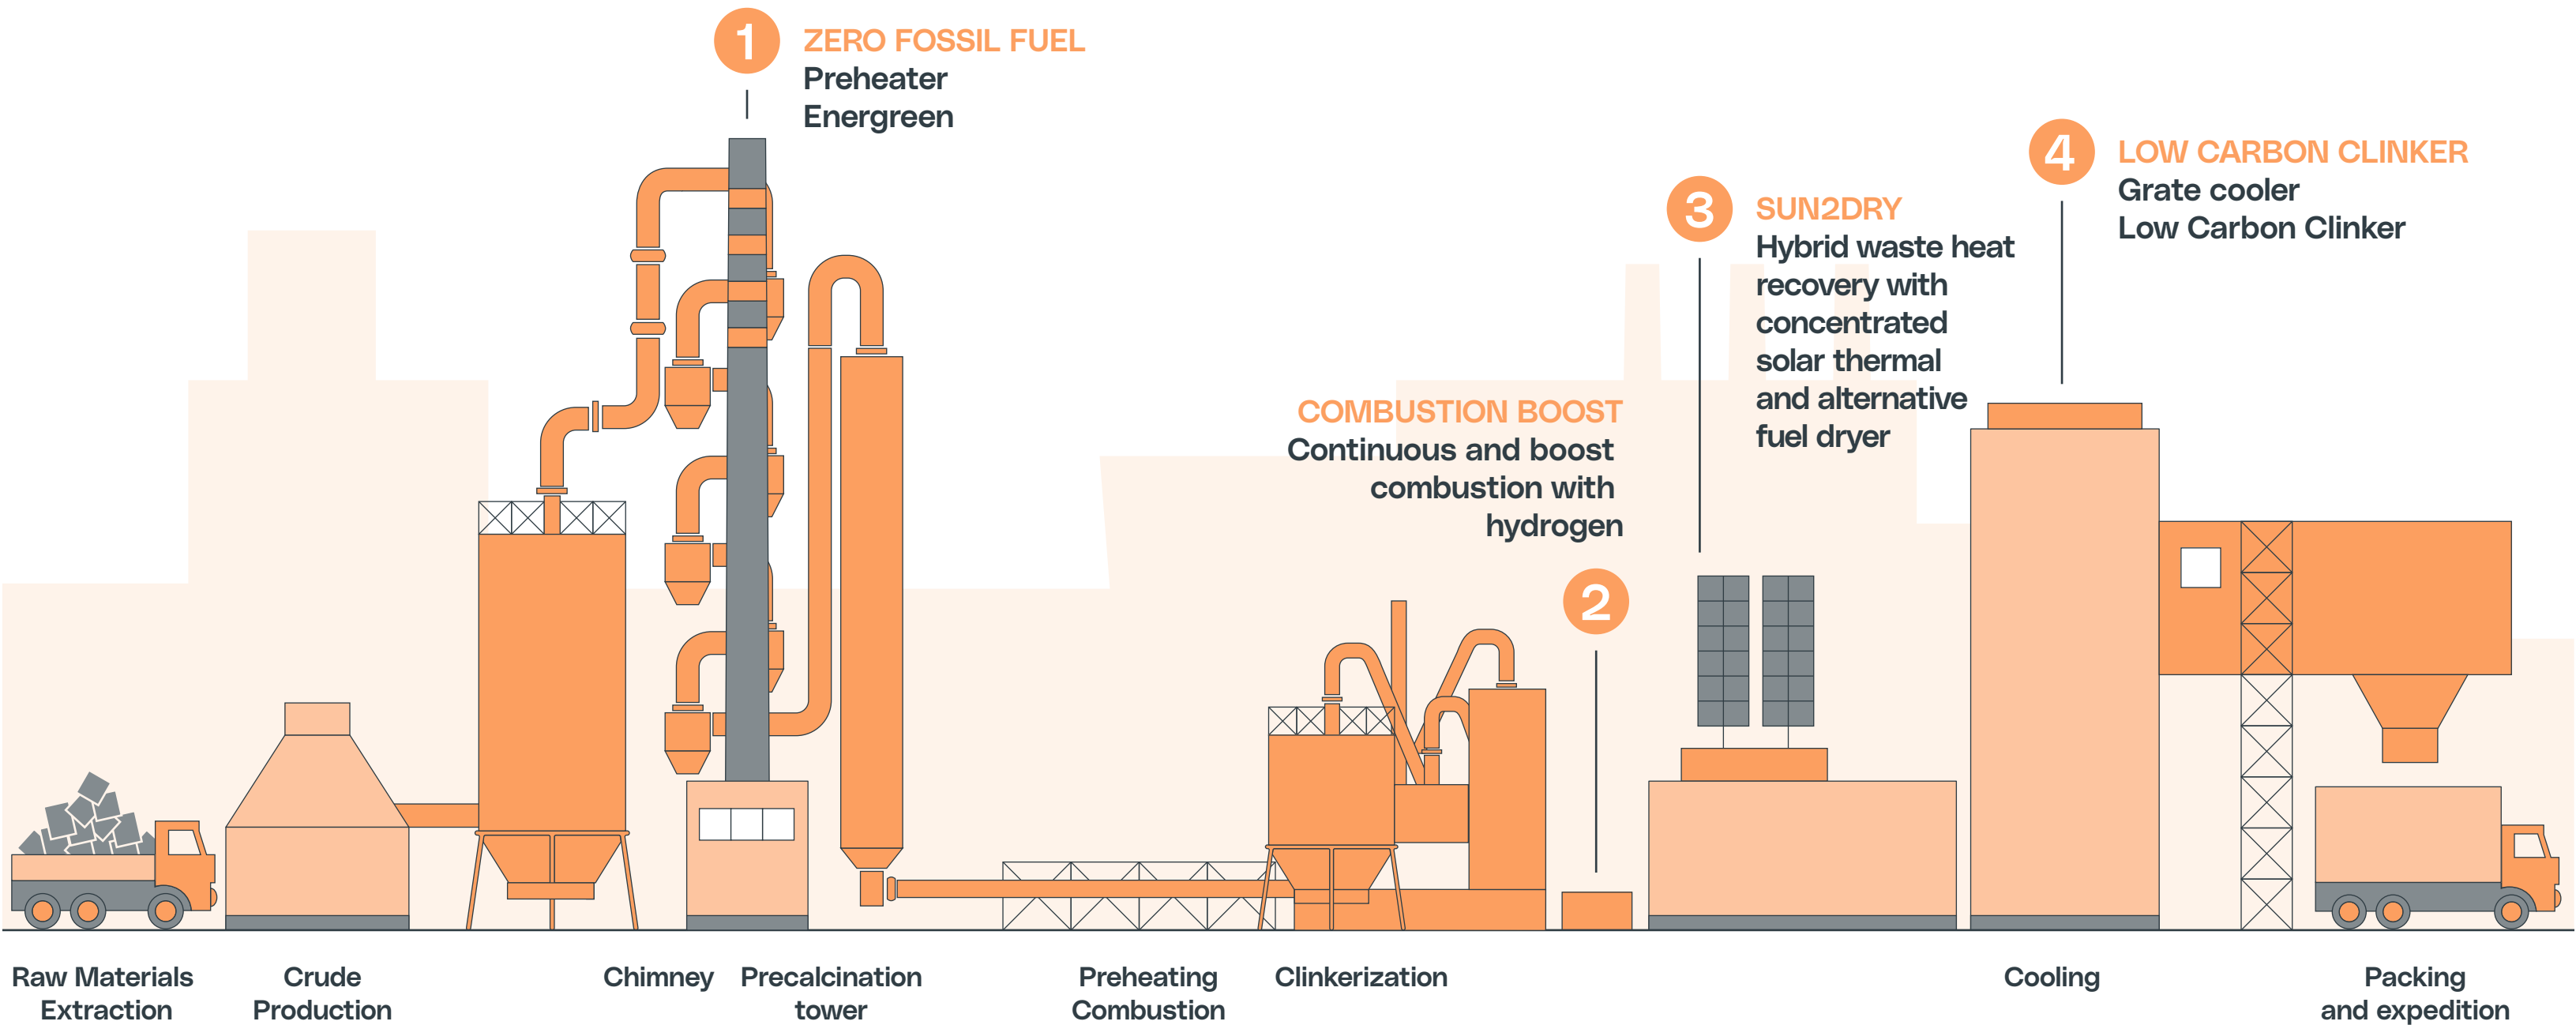 1
ZERO FOSSIL FUEL
Preheater
Energreen
2
COMBUSTION BOOST
Continuous and boost
combustion with
hydrogen
3
SUN2DRY
Hybrid waste heat
recovery with
concentrated
solar thermal
and alternative
fuel dryer
4
LOW CARBON CLINKER
Grate cooler
Low Carbon Clinker
Raw Materials
Extraction
Crude
Production
Chimney
Precalcination
tower
Preheating
Combustion
Clinkerization
Cooling
Packing
and expedition